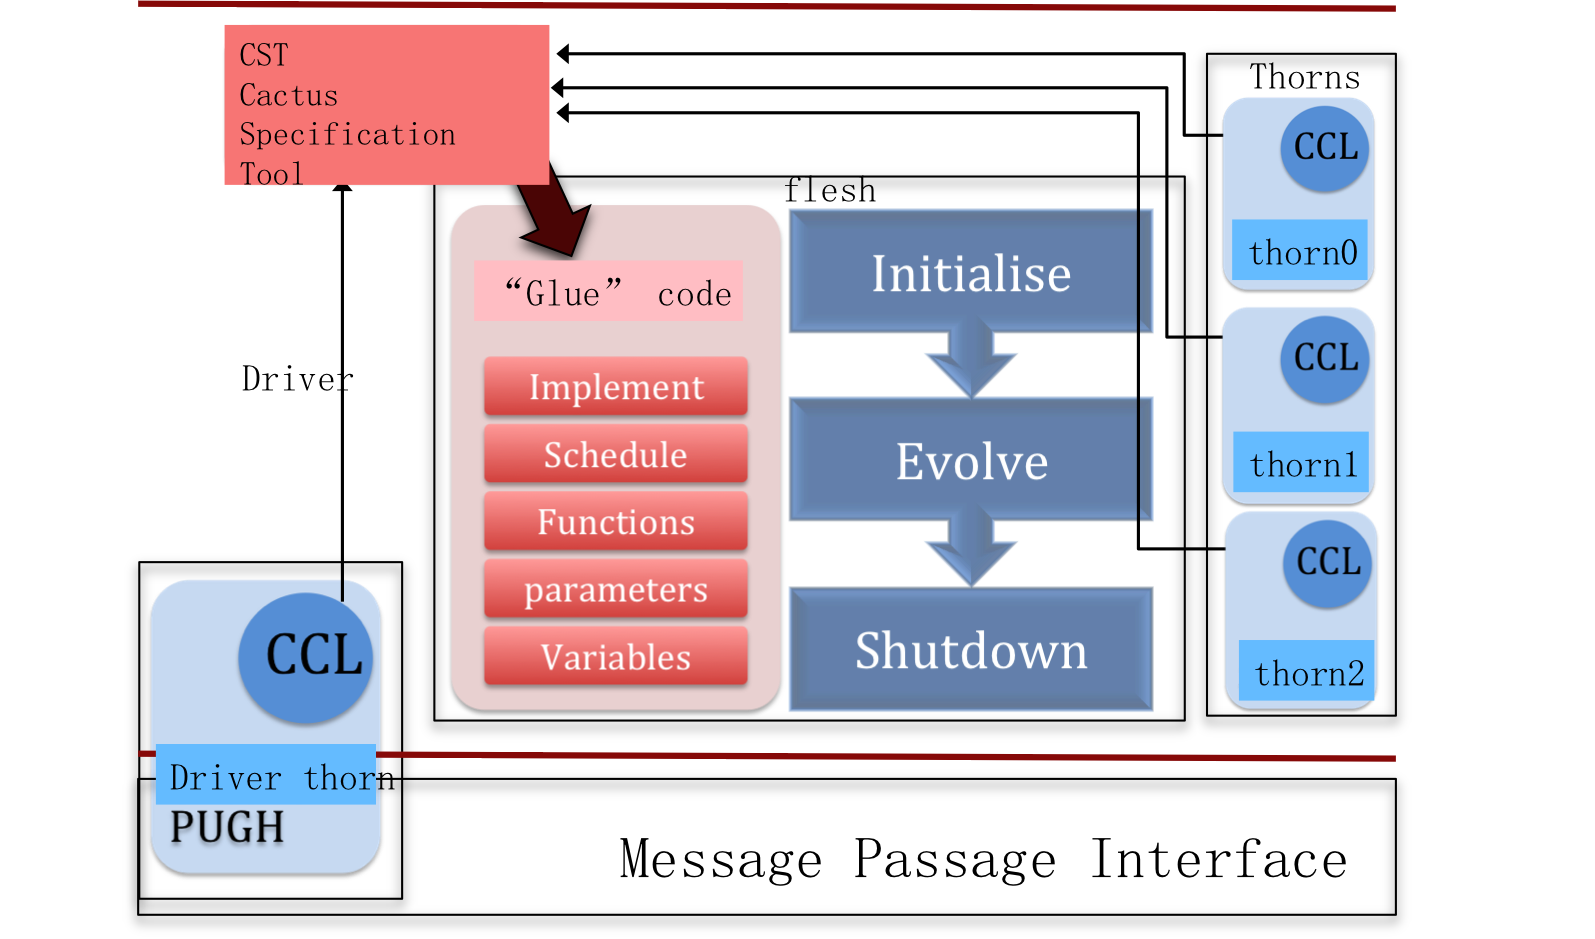 CST
Cactus
Specification
Tool
Thorns
CCL
thorn0
CCL
thorn1
CCL
thorn2
flesh
“Glue” code
Implement
Schedule
Functions
parameters
Variables
Initialise
Evolve
Shutdown
Driver
CCL
Driver thorn
PUGH
Message Passage Interface